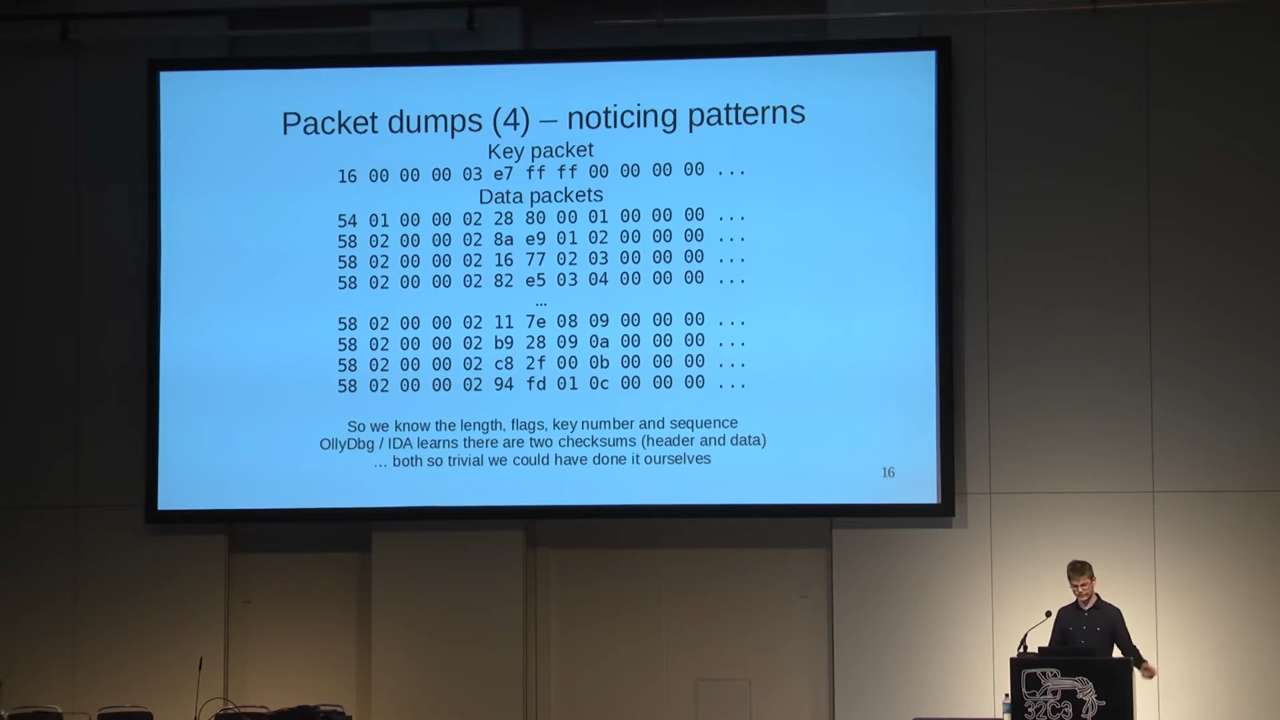 Packet dumps (4) – noticing patterns
Key packet
16 00 00 00 03 e7 ff ff 00 00 00 00 ...
Data packets
54 01 00 00 02 28 80 00 01 00 00 00 ...
58 02 00 00 02 8a e9 01 02 00 00 00 ...
58 02 00 00 02 16 77 02 03 00 00 00 ...
58 02 00 00 02 82 e5 03 04 00 00 00 ...
...
58 02 00 00 02 11 7e 08 09 00 00 00 ...
58 02 00 00 02 b9 28 09 0a 00 00 00 ...
58 02 00 00 02 c8 2f 00 0b 00 00 00 ...
58 02 00 00 02 94 fd 01 0c 00 00 00 ...
So we know the length, flags, key number and sequence
OllyDbg / IDA learns there are two checksums (header and data)
... both so trivial we could have done it ourselves
16
32C3